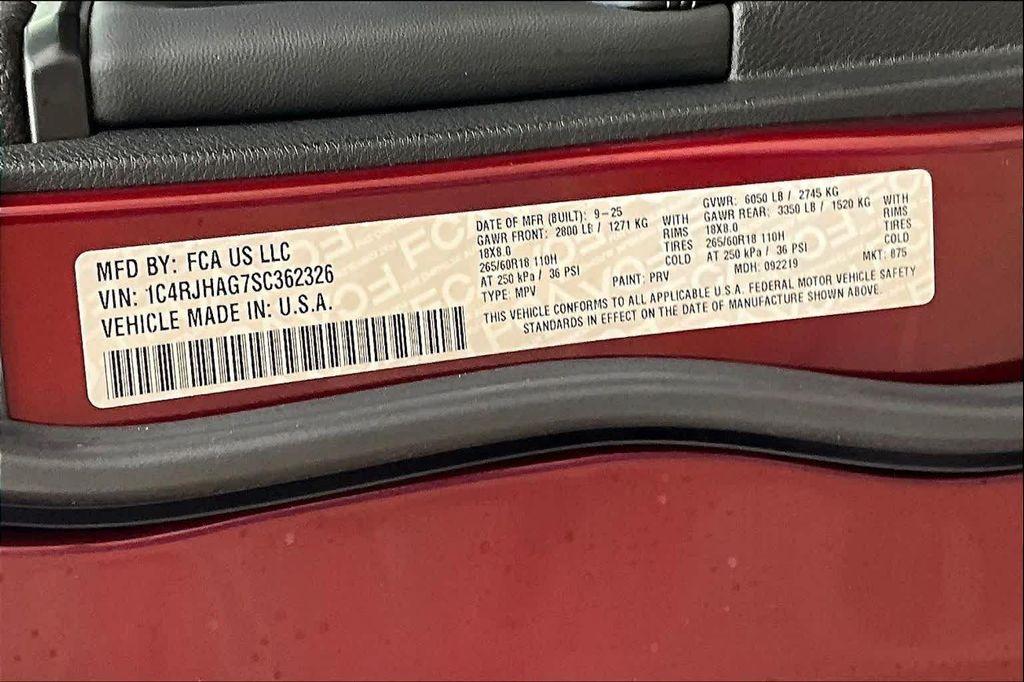 MFD BY: FCA US LLC
VIN: 1C4RJHAG7SC362326
VEHICLE MADE IN: U.S.A.
DATE OF MFR (BUILT): 9-25
GAWR FRONT: 2800 LB / 1271 KG WITH
18X8.0 RIMS
265/60R18 110H TIRES
AT 250 kPa / 36 PSI COLD
TYPE: MPV PAINT: PRV
GVWR: 6050 LB / 2745 KG
GAWR REAR: 3350 LB / 1520 KG WITH
18X8.0 RIMS
265/60R18 110H TIRES
AT 250 kPa / 36 PSI COLD
MDH: 092219 MKT: 875
THIS VEHICLE CONFORMS TO ALL APPLICABLE U.S.A. FEDERAL MOTOR VEHICLE SAFETY
STANDARDS IN EFFECT ON THE DATE OF MANUFACTURE SHOWN ABOVE.